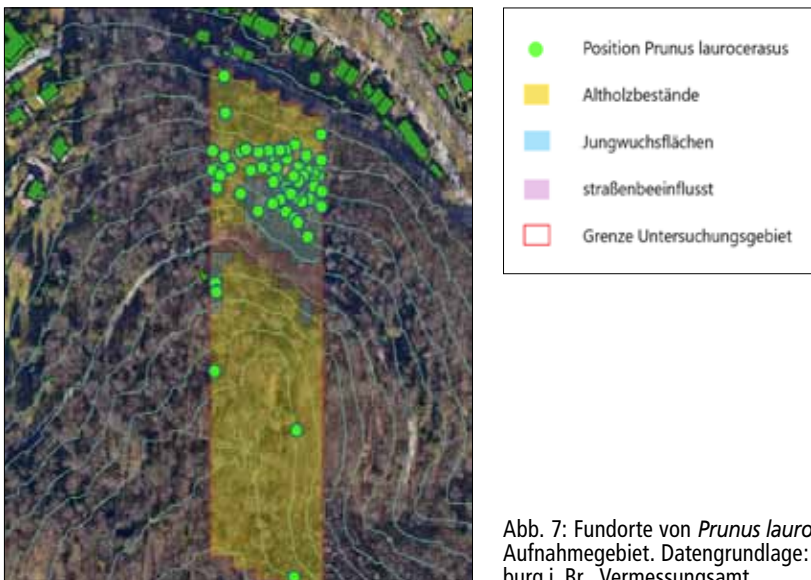 Position Prunus laurocerasus
Altholzbestände
Jungwuchsflächen
straßenbeeinflusst
Grenze Untersuchungsgebiet
Abb. 7: Fundorte von Prunus lauro
Aufnahmegebiet. Datengrundlage:
burg i. Br., Vermessungsamt